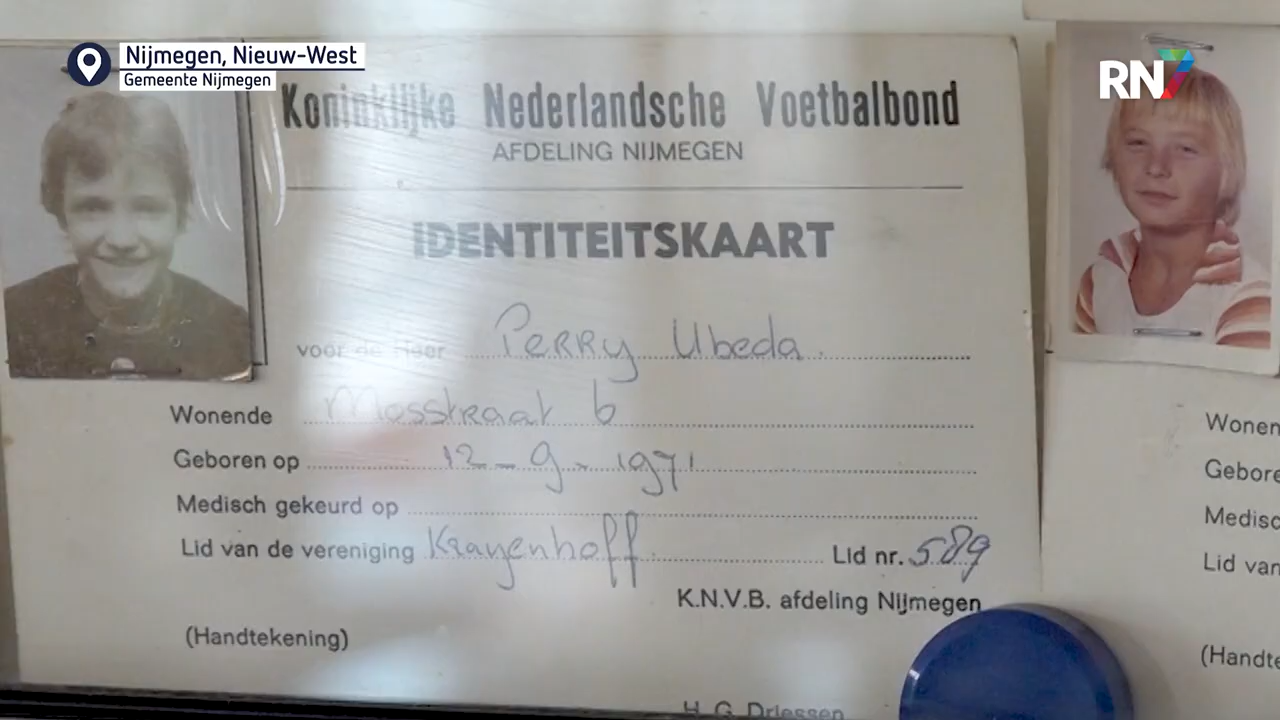 Nijmegen, Nieuw-West
Gemeente Nijmegen
RN7
Koninklijke Nederlandsche Voetbalbond
AFDELING NIJMEGEN
IDENTITEITSKAART
voor de Heer Perry Ubeda.
Wonende Mosstraat 6
Geboren op 12-9-1971
Medisch gekeurd op
Lid van de vereniging Krayenhoff Lid nr. 589
K.N.V.B. afdeling Nijmegen
(Handtekening)
H. G. Driessen
Wonen
Gebore
Medisc
Lid van
(Handte